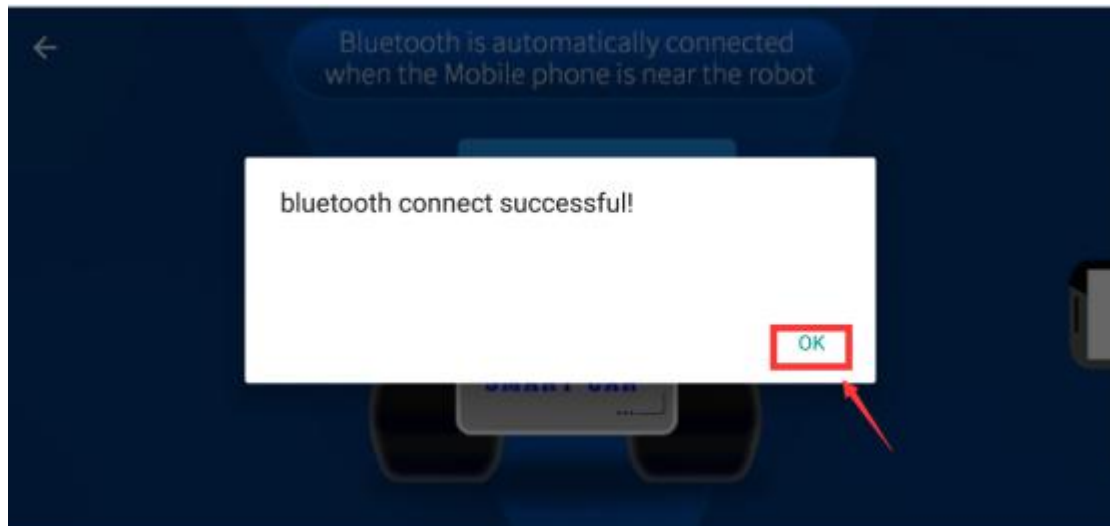 Bluetooth is automatically connected
when the Mobile phone is near the robot
bluetooth connect successful!
OK
SMART CAR